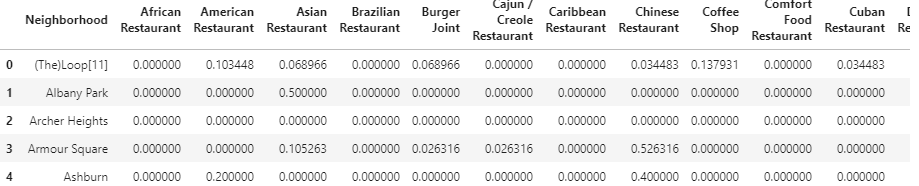 Neighborhood African Restaurant American Restaurant Asian Restaurant Brazilian Restaurant Burger Joint Cajun / Creole Restaurant Caribbean Restaurant Chinese Restaurant Coffee Shop Comfort Food Restaurant Cuban Restaurant
0 (The)Loop[11] 0.000000 0.103448 0.068966 0.000000 0.068966 0.000000 0.000000 0.034483 0.137931 0.000000 0.034483
1 Albany Park 0.000000 0.000000 0.500000 0.000000 0.000000 0.000000 0.000000 0.000000 0.000000 0.000000 0.000000
2 Archer Heights 0.000000 0.000000 0.000000 0.000000 0.000000 0.000000 0.000000 0.000000 0.000000 0.000000 0.000000
3 Armour Square 0.000000 0.000000 0.105263 0.000000 0.026316 0.026316 0.000000 0.526316 0.000000 0.000000 0.000000
4 Ashburn 0.000000 0.200000 0.000000 0.000000 0.000000 0.000000 0.000000 0.400000 0.000000 0.000000 0.000000